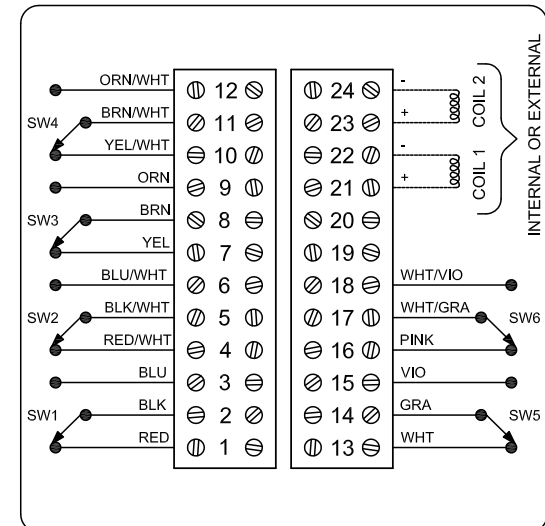 ORN/WHT
12
SW4
BRN/WHT
11
YEL/WHT
10
ORN
9
SW3
BRN
8
YEL
7
BLU/WHT
6
SW2
BLK/WHT
5
RED/WHT
4
BLU
3
SW1
BLK
2
RED
1
24
-
COIL 2
23
+
22
-
COIL 1
21
+
INTERNAL OR EXTERNAL
20
19
18
WHT/VIO
17
WHT/GRA
SW6
16
PINK
15
VIO
14
GRA
SW5
13
WHT